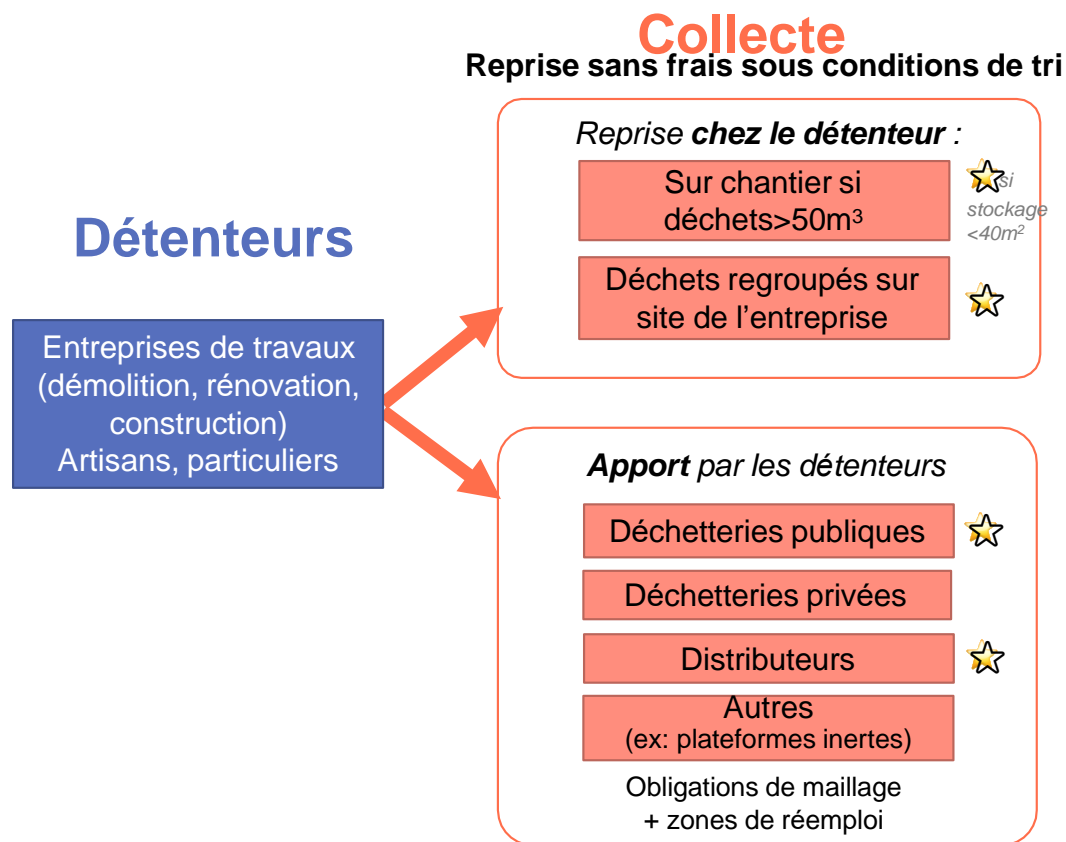 Collecte
Reprise sans frais sous conditions de tri
Détenteurs
Entreprises de travaux
(démolition, rénovation,
construction)
Artisans, particuliers
Reprise chez le détenteur :
Sur chantier si
déchets>50m³
si
stockage
<40m²
Déchets regroupés sur
site de l’entreprise
Apport par les détenteurs
Déchetteries publiques
Déchetteries privées
Distributeurs
Autres
(ex: plateformes inertes)
Obligations de maillage
+ zones de réemploi